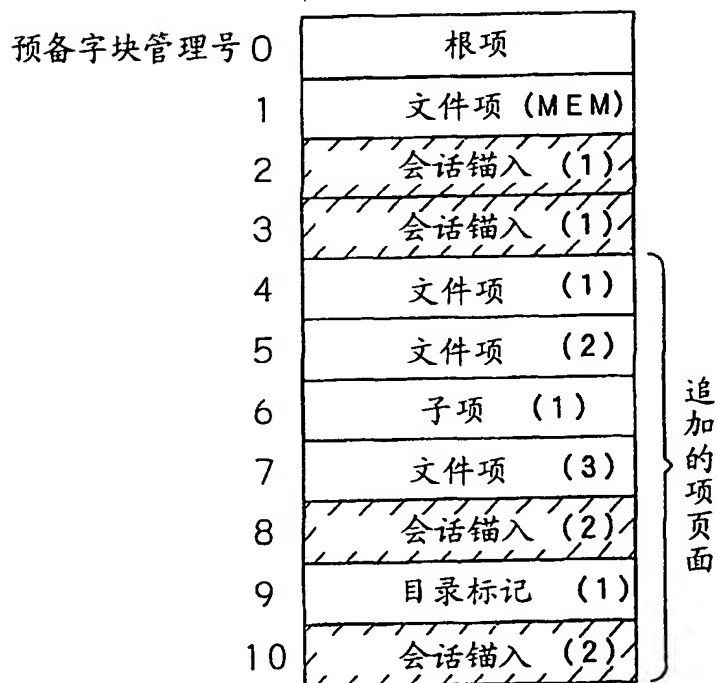 预备字块管理号 0 根项
1 文件项 (MEM)
2 会话锚入 (1)
3 会话锚入 (1)
4 文件项 (1)
5 文件项 (2)
6 子项 (1)
7 文件项 (3)
8 会话锚入 (2)
9 目录标记 (1)
10 会话锚入 (2)
追加的项页面